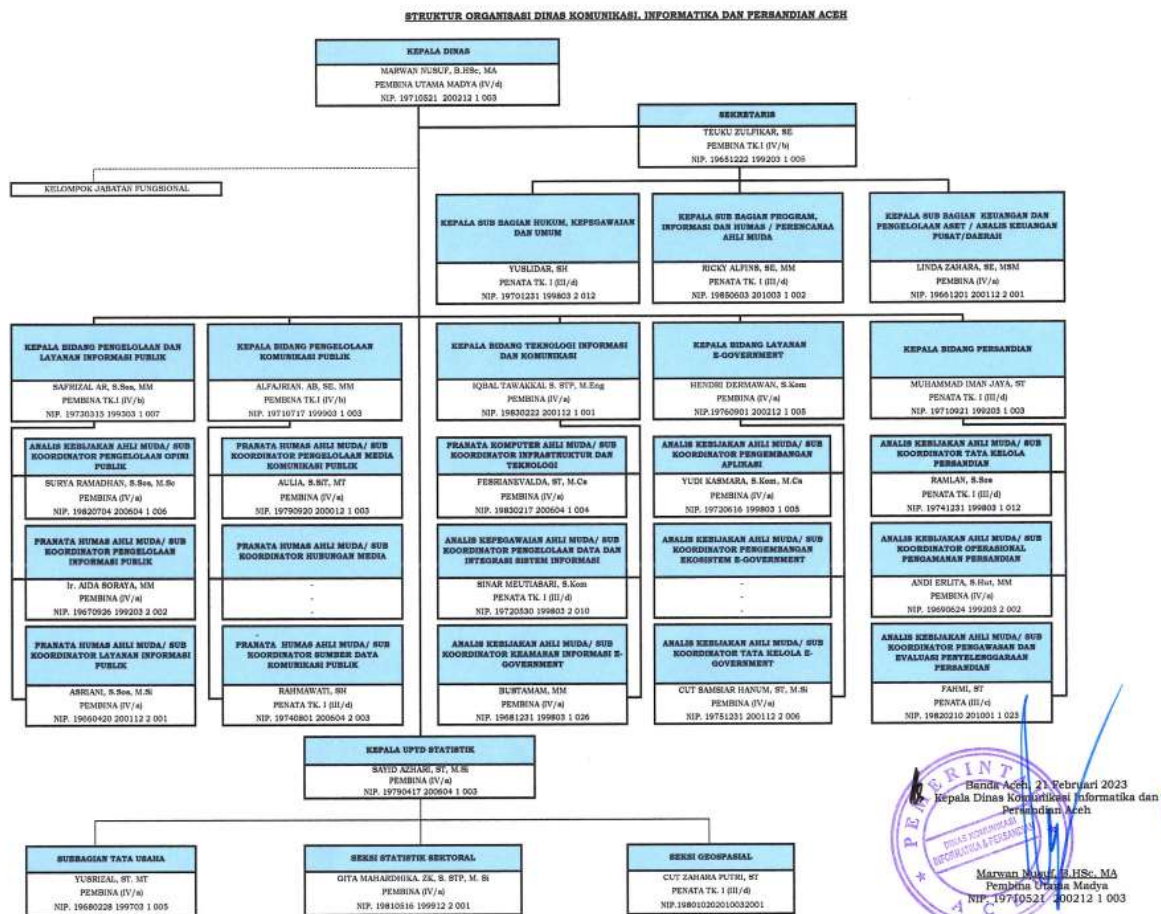 STRUKTUR ORGANISASI DINAS KOMUNIKASI, INFORMATIKA DAN PERSANDIAN ACEH
KEPALA DINAS
MARWAN NUSUF, B.HSc, MA
PEMBINA UTAMA MADYA (IV/d)
NIP. 19710521 200212 1 003
SEKRETARIS
TEUKU ZULFIKAR, SE
PEMBINA TK.I (IV/b)
NIP. 19651222 199203 1 005
KELOMPOK JABATAN FUNGSIONAL
KEPALA SUB BAGIAN HUKUM, KEPEGAWAIAN
DAN UMUM
YUSLIDAR, SH
PENATA TK. I (III/d)
NIP. 19701231 199803 2 012
KEPALA SUB BAGIAN PROGRAM,
INFORMASI DAN HUMAS / PERENCANAA
AHLI MUDA
RICKY ALFINS, SE, MM
PENATA TK. I (III/d)
NIP. 19850603 201003 1 002
KEPALA SUB BAGIAN KEUANGAN DAN
PENGELOLAAN ASET / ANALIS KEUANGAN
PUSAT/DAERAH
LINDA ZAHARA, SE, MSM
PEMBINA (IV/a)
NIP. 19661201 200112 2 001
KEPALA BIDANG PENGELOLAAN DAN
LAYANAN INFORMASI PUBLIK
SAFRIZAL AR, S.Sos, MM
PEMBINA TK.I (IV/b)
NIP. 19730315 199303 1 007
KEPALA BIDANG PENGELOLAAN
KOMUNIKASI PUBLIK
ALFAJRIAN. AB, SE, MM
PEMBINA TK.I (IV/b)
NIP. 19710717 199903 1 003
KEPALA BIDANG TEKNOLOGI INFORMASI
DAN KOMUNIKASI
IQBAL TAWAKKAL S. STP, M.Eng
PEMBINA (IV/a)
NIP. 19830222 200112 1 001
KEPALA BIDANG LAYANAN
E-GOVERNMENT
HENDRI DERMAWAN, S.Kom
PEMBINA (IV/a)
NIP.19760901 200212 1 005
KEPALA BIDANG PERSANDIAN
MUHAMMAD IMAN JAYA, ST
PENATA TK. I (III/d)
NIP. 19710921 199203 1 003
ANALIS KEBIJAKAN AHLI MUDA/ SUB
KOORDINATOR PENGELOLAAN OPINI
PUBLIK
SURYA RAMADHAN, S.Sos, M.Sc
PEMBINA (IV/a)
NIP. 19820704 200604 1 006
PRANATA HUMAS AHLI MUDA/ SUB
KOORDINATOR PENGELOLAAN MEDIA
KOMUNIKASI PUBLIK
AULIA, S.SiT, MT
PEMBINA (IV/a)
NIP. 19790920 200012 1 003
PRANATA KOMPUTER AHLI MUDA/ SUB
KOORDINATOR INFRASTRUKTUR DAN
TEKNOLOGI
FESRIANEVALDA, ST, M.Cs
PEMBINA (IV/a)
NIP. 19830217 200604 1 004
ANALIS KEBIJAKAN AHLI MUDA/ SUB
KOORDINATOR PENGEMBANGAN
APLIKASI
YUDI KASMARA, S.Kom, M.Cs
PEMBINA (IV/a)
NIP. 19720616 199803 1 005
ANALIS KEBIJAKAN AHLI MUDA/ SUB
KOORDINATOR TATA KELOLA
PERSANDIAN
RAMLAN, S.Sos
PENATA TK. I (III/d)
NIP. 19741231 199803 1 012
PRANATA HUMAS AHLI MUDA/ SUB
KOORDINATOR PENGELOLAAN
INFORMASI PUBLIK
Ir. AIDA SORAYA, MM
PEMBINA (IV/a)
NIP. 19670926 199203 2 002
PRANATA HUMAS AHLI MUDA/ SUB
KOORDINATOR HUBUNGAN MEDIA
-
-
-
ANALIS KEPEGAWAIAN AHLI MUDA/ SUB
KOORDINATOR PENGELOLAAN DATA DAN
INTEGRASI SISTEM INFORMASI
SINAR MEUTIASARI, S.Kom
PENATA TK. I (III/d)
NIP. 19720530 199803 2 010
ANALIS KEBIJAKAN AHLI MUDA/ SUB
KOORDINATOR PENGEMBANGAN
EKOSISTEM E-GOVERNMENT
-
-
-
ANALIS KEBIJAKAN AHLI MUDA/ SUB
KOORDINATOR OPERASIONAL
PENGAMANAN PERSANDIAN
ANDI ERLITA, S.Hut, MM
PEMBINA (IV/a)
NIP. 19690624 199203 2 002
PRANATA HUMAS AHLI MUDA/ SUB
KOORDINATOR LAYANAN INFORMASI
PUBLIK
ASRIANI, S.Sos, M.Si
PEMBINA (IV/a)
NIP. 19660420 200112 2 001
PRANATA HUMAS AHLI MUDA/ SUB
KOORDINATOR SUMBER DAYA
KOMUNIKASI PUBLIK
RAHMAWATI, SH
PENATA TK. I (III/d)
NIP. 19740801 200604 2 003
ANALIS KEBIJAKAN AHLI MUDA/ SUB
KOORDINATOR KEAMANAN INFORMASI E-
GOVERNMENT
BUSTAMAM, MM
PEMBINA (IV/a)
NIP. 19681231 199803 1 026
ANALIS KEBIJAKAN AHLI MUDA/ SUB
KOORDINATOR TATA KELOLA E-
GOVERNMENT
CUT SAMSIAR HANUM, ST, M.Si
PEMBINA (IV/a)
NIP. 19751231 200112 2 006
ANALIS KEBIJAKAN AHLI MUDA/ SUB
KOORDINATOR PENGAWASAN DAN
EVALUASI PENYELENGGARAAN
PERSANDIAN
FAHMI, ST
PENATA (III/c)
NIP. 19820210 201001 1 023
KEPALA UPTD STATISTIK
SAYID AZHARI, ST, M.Si
PEMBINA (IV/a)
NIP. 19790417 200604 1 003
SUBBAGIAN TATA USAHA
YUSRIZAL, ST. MT
PEMBINA (IV/a)
NIP. 19680228 199703 1 005
SEKSI STATISTIK SEKTORAL
GITA MAHARDHIKA. ZK, S. STP, M. Si
PEMBINA (IV/a)
NIP. 19810516 199912 2 001
SEKSI GEOSPASIAL
CUT ZAHARA PUTRI, ST
PENATA TK. I (III/d)
NIP.198010202010032001
Banda Aceh, 21 Februari 2023
Kepala Dinas Komunikasi Informatika dan
Persandian Aceh
PEMERINTAH
DINAS KOMUNIKASI
INFORMATIKA & PERSANDIAN
ACEH
Marwan Nusuf, B.HSc, MA
Pembina Utama Madya
NIP. 19710521 200212 1 003